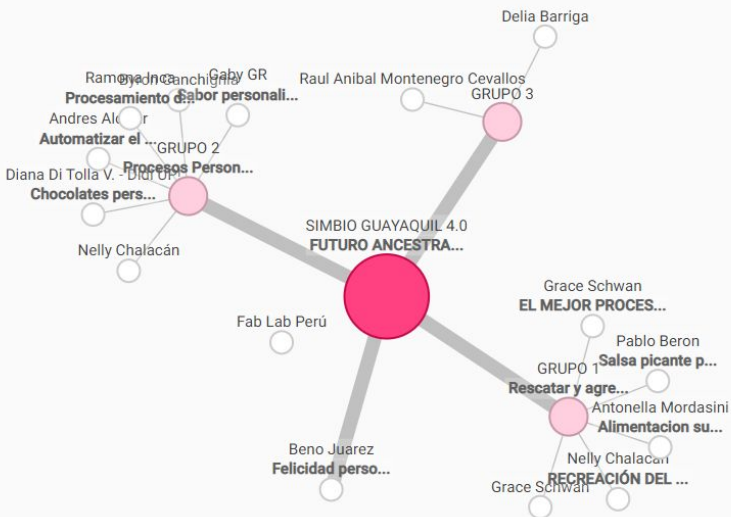 Delia Barriga
Ramona Inca
Byron Canchignia
Gaby GR
Procesamiento d...
Sabor personali...
Raul Anibal Montenegro Cevallos
GRUPO 3
Andres
Automatizar el ...
GRUPO 2
Procesos Person...
Diana Di Tolla V. -
Chocolates pers...
Nelly Chalacán
SIMBIO GUAYAQUIL 4.0
FUTURO ANCESTRA...
Fab Lab Perú
Grace Schwan
EL MEJOR PROCES...
Pablo Beron
Salsa picante p...
GRUPO 1
Rescatar y agre...
Antonella Mordasini
Alimentacion su...
Beno Juarez
Felicidad perso...
Nelly Chalacán
RECREACIÓN DEL ...
Grace Schwan